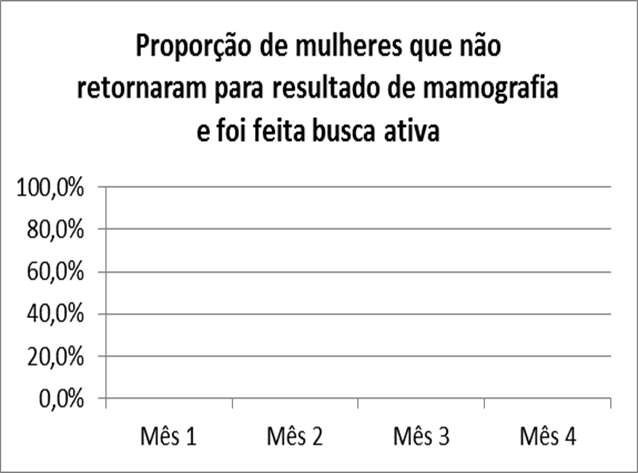 Proporção de mulheres que não
retornaram para resultado de mamografia
e foi feita busca ativa
100,0%
80,0%
60,0%
40,0%
20,0%
0,0%
Mês 1 Mês 2 Mês 3 Mês 4